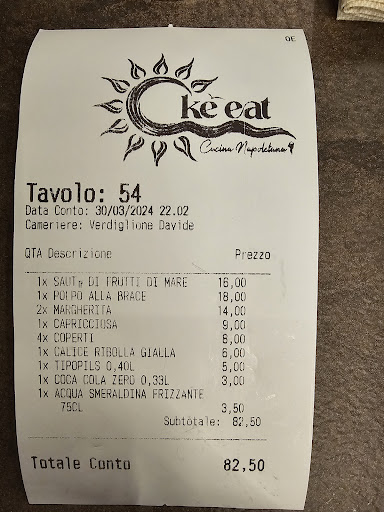 OE
kè eat
Cucina Napoletana
Tavolo: 54
Data Conto: 30/03/2024 22.02
Cameriere: Verdiglione Davide
QTA Descrizione Prezzo
1x SAUT& DI FRUTTI DI MARE 16,00
1x POLPO ALLA BRACE 18,00
2x MARGHERITA 14,00
1x CAPRICCIOSA 9,00
4x COPERTI 8,00
1x CALICE RIBOLLA GIALLA 6,00
1x TIPOPILS 0,40L 5,00
1x COCA COLA ZERO 0,33L 3,00
1x ACQUA SMERALDINA FRIZZANTE
75CL 3,50
Subtotale: 82,50
Totale Conto 82,50